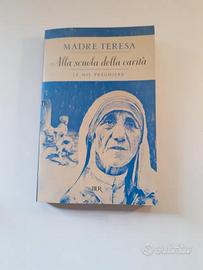 MADRE TERESA
Alla scuola della carità
LE MIE PREGHIERE
BUR
subito